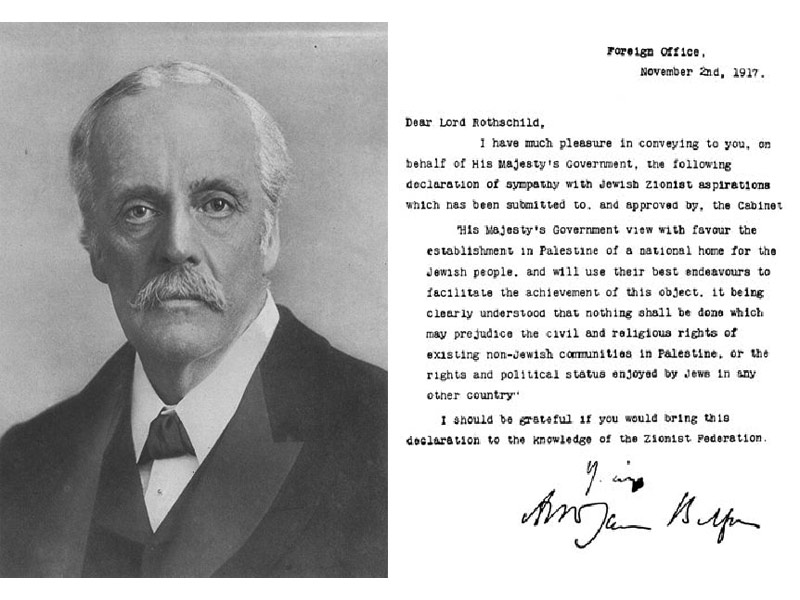 Foreign Office,
November 2nd, 1917.
Dear Lord Rothschild,
I have much pleasure in conveying to you, on
behalf of His Majesty's Government, the following
declaration of sympathy with Jewish Zionist aspirations
which has been submitted to, and approved by, the Cabinet
"His Majesty's Government view with favour the
establishment in Palestine of a national home for the
Jewish people, and will use their best endeavours to
facilitate the achievement of this object, it being
clearly understood that nothing shall be done which
may prejudice the civil and religious rights of
existing non-Jewish communities in Palestine, or the
rights and political status enjoyed by Jews in any
other country"
I should be grateful if you would bring this
declaration to the knowledge of the Zionist Federation.
Arthur James Balfour